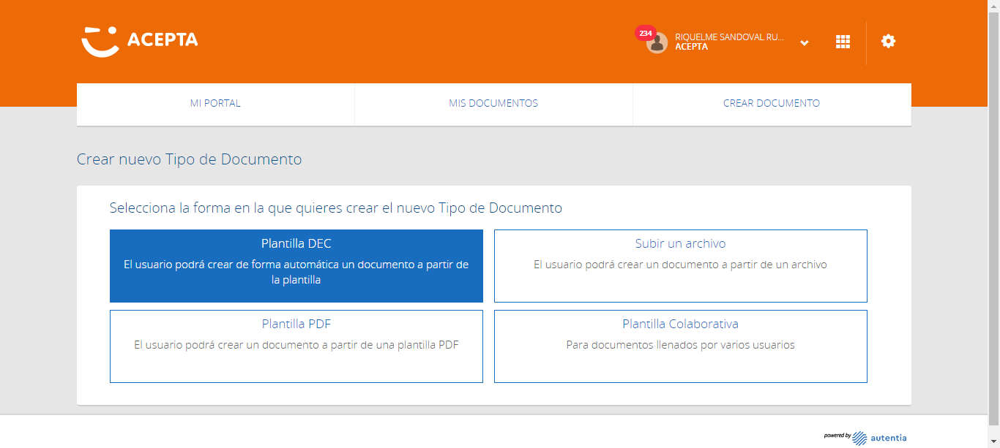 ACEPTA
234
RIQUELME SANDOVAL RU...
ACEPTA
MI PORTAL
MIS DOCUMENTOS
CREAR DOCUMENTO
Crear nuevo Tipo de Documento
Selecciona la forma en la que quieres crear el nuevo Tipo de Documento
Plantilla DEC
El usuario podrá crear de forma automática un documento a partir de
la plantilla
Subir un archivo
El usuario podrá crear un documento a partir de un archivo
Plantilla PDF
El usuario podrá crear un documento a partir de una plantilla PDF
Plantilla Colaborativa
Para documentos llenados por varios usuarios
powered by
autentia